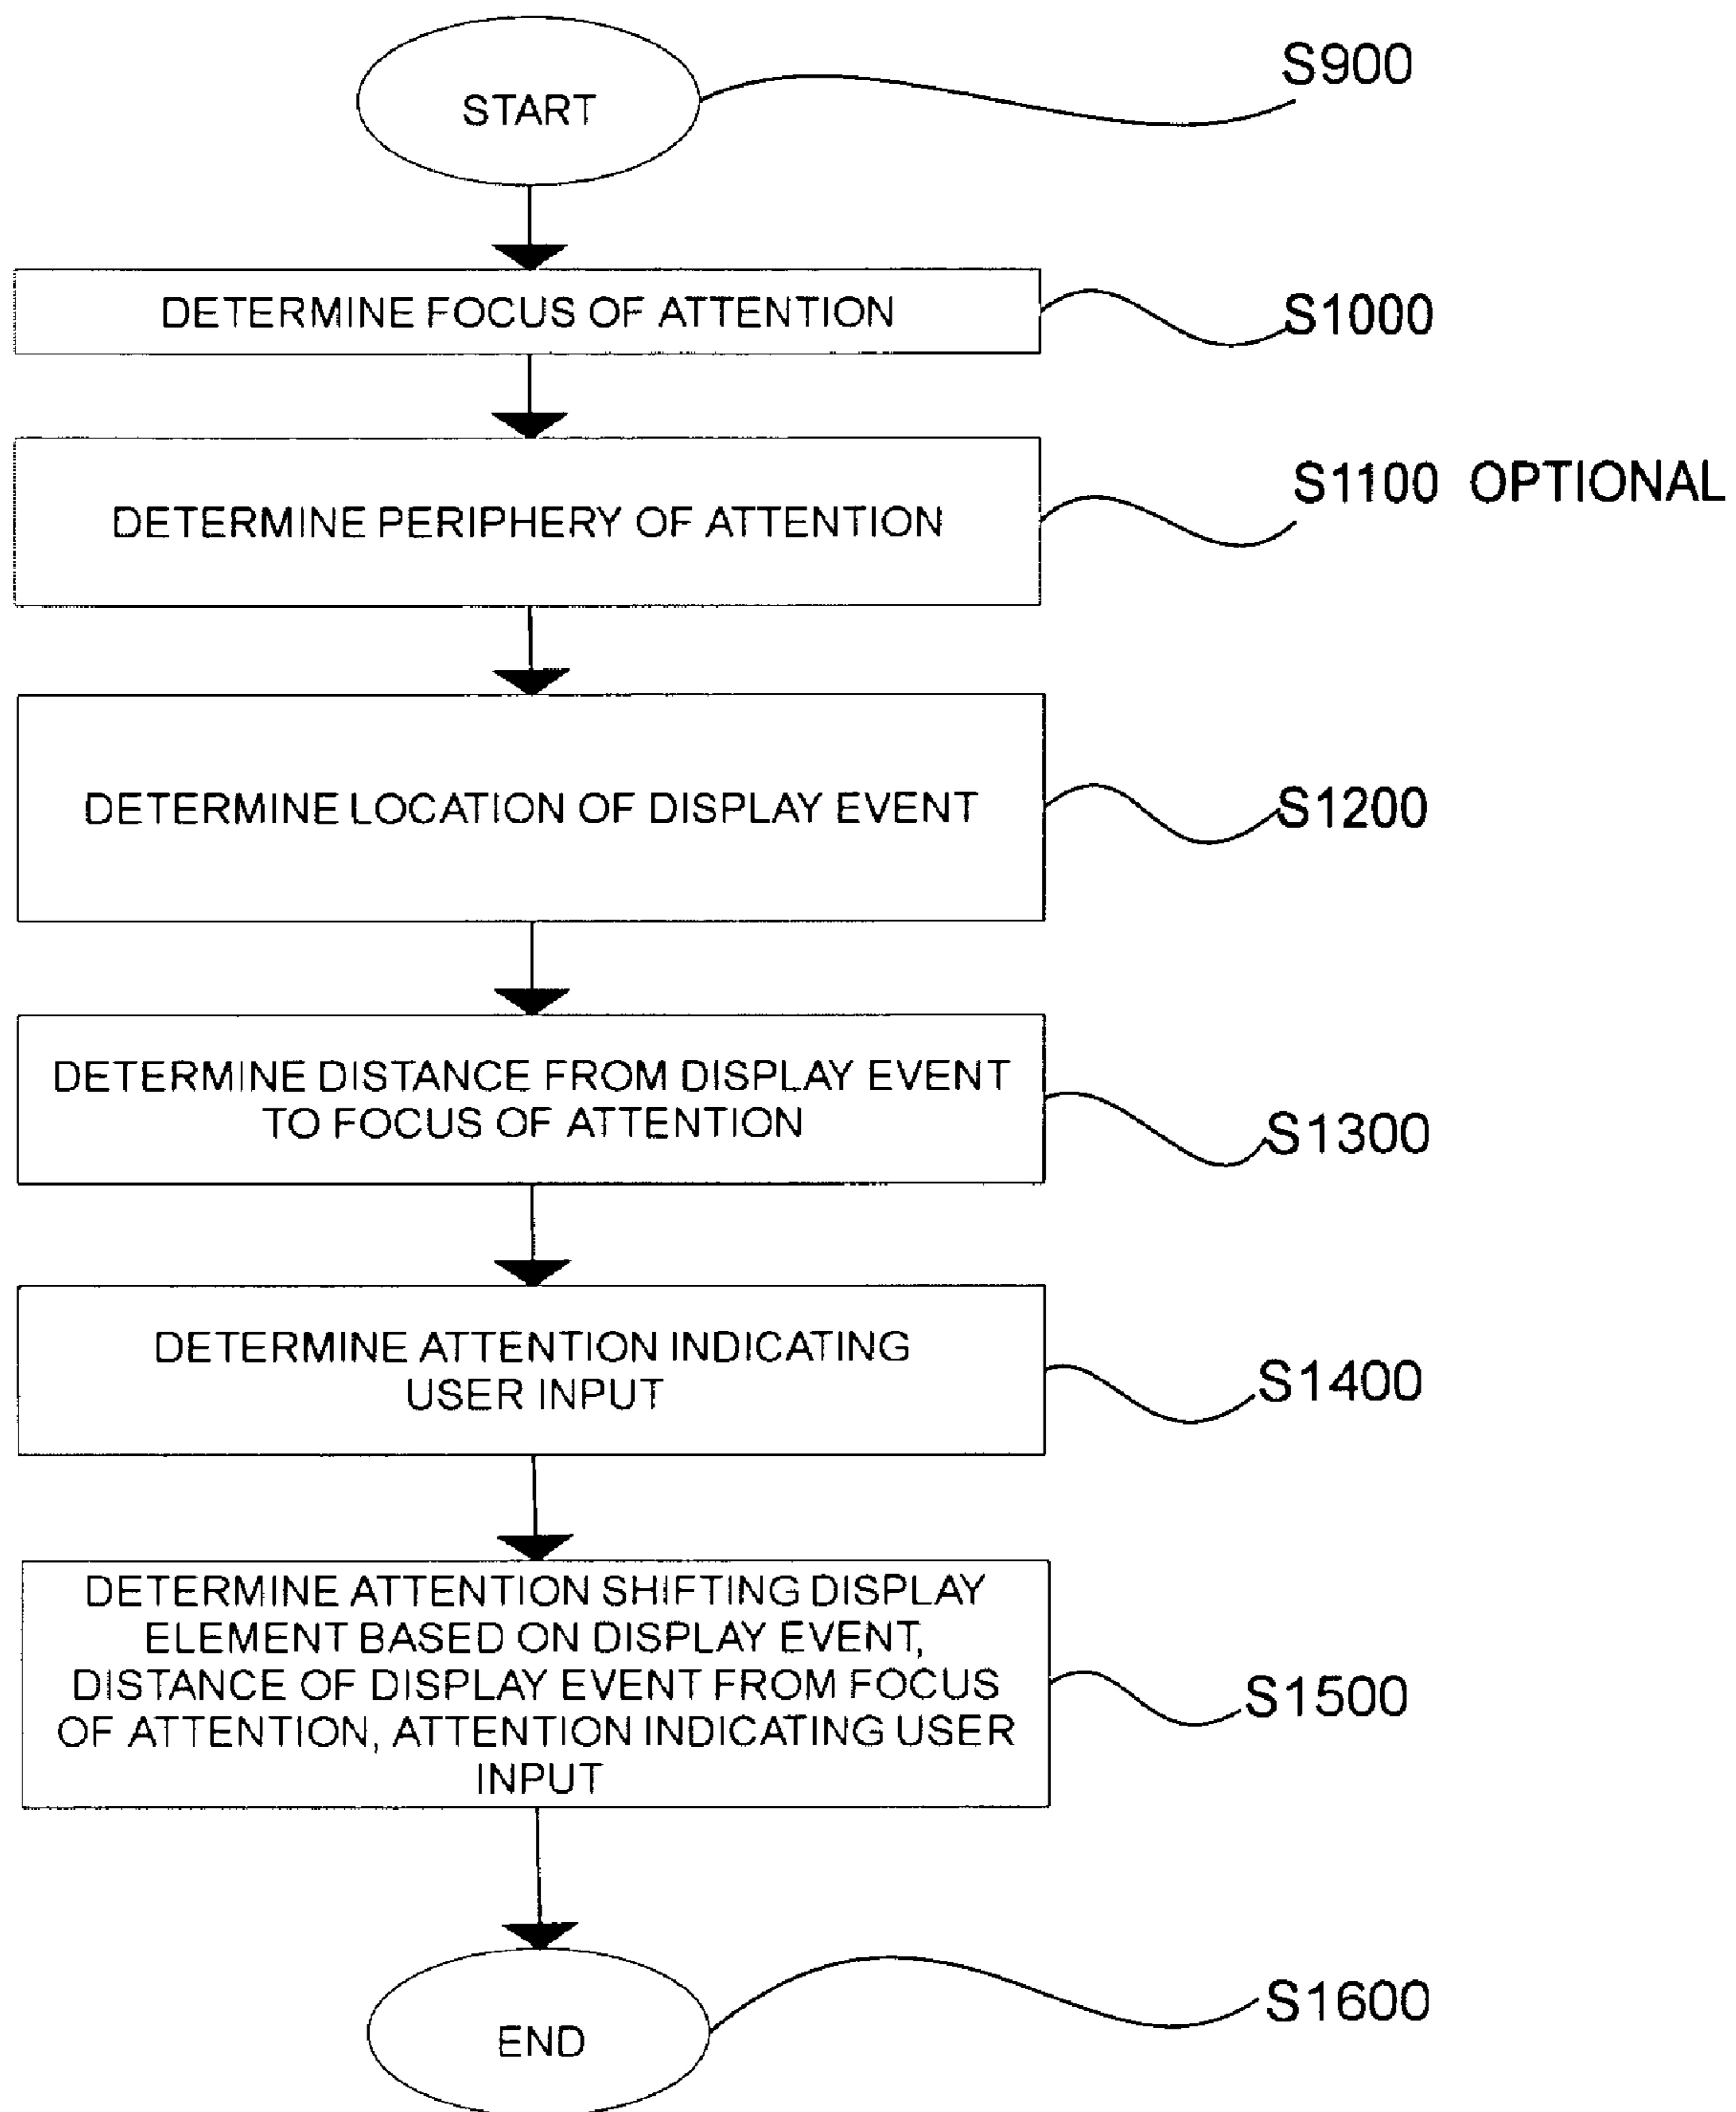 START
S900
DETERMINE FOCUS OF ATTENTION
S1000
DETERMINE PERIPHERY OF ATTENTION
S1100 OPTIONAL
DETERMINE LOCATION OF DISPLAY EVENT
S1200
DETERMINE DISTANCE FROM DISPLAY EVENT
TO FOCUS OF ATTENTION
S1300
DETERMINE ATTENTION INDICATING
USER INPUT
S1400
DETERMINE ATTENTION SHIFTING DISPLAY
ELEMENT BASED ON DISPLAY EVENT,
DISTANCE OF DISPLAY EVENT FROM FOCUS
OF ATTENTION, ATTENTION INDICATING USER
INPUT
S1500
END
S1600